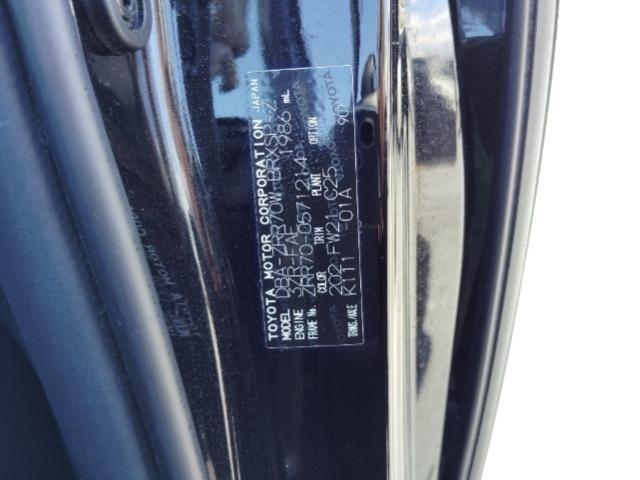 TOYOTA MOTOR CORPORATION JAPAN
MODEL DBA-ZRR70W-BRXSP-Z
ENGINE 3ZR-FAE 1986 mL
FRAME No. ZRR70-0571214
COLOR TRIM PLANT OPTION
202 FW21 C25 907
TRANS./AXLE K111 -01A